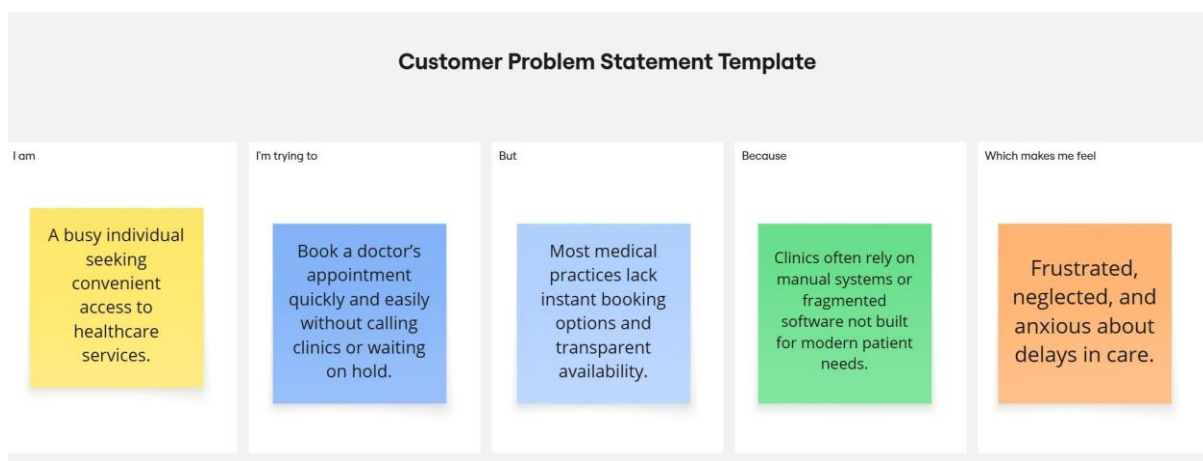 Customer Problem Statement Template
I am
A busy individual
seeking
convenient
access to
healthcare
services.
I'm trying to
Book a doctor's
appointment
quickly and easily
without calling
clinics or waiting
on hold.
But
Most medical
practices lack
instant booking
options and
transparent
availability.
Because
Clinics often rely on
manual systems or
fragmented
software not built
for modern patient
needs.
Which makes me feel
Frustrated,
neglected, and
anxious about
delays in care.